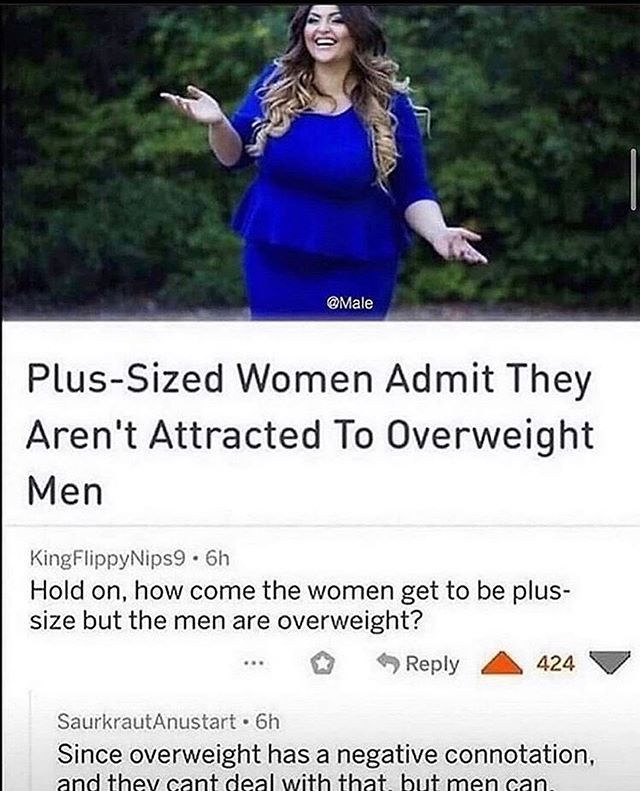 @Male
Plus-Sized Women Admit They
Aren't Attracted To Overweight
Men
KingFlippyNips9 • 6h
Hold on, how come the women get to be plus-
size but the men are overweight?
Reply 424
SaurkrautAnustart • 6h
Since overweight has a negative connotation,
and they cant deal with that, but men can.